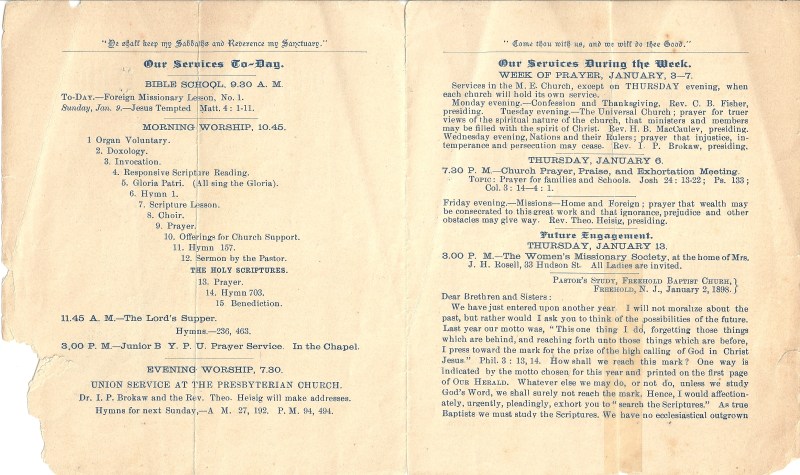 "Ye shall keep my Sabbaths and Reverence my Sanctuary."
Our Services To-Day.
BIBLE SCHOOL, 9.30 A. M.
To-Day.—Foreign Missionary Lesson, No. 1.
Sunday, Jan. 9.—Jesus Tempted Matt. 4 : 1-11.
MORNING WORSHIP, 10.45.
1 Organ Voluntary.
2. Doxology.
3. Invocation.
4. Responsive Scripture Reading.
5. Gloria Patri. (All sing the Gloria).
6. Hymn 1.
7. Scripture Lesson.
8. Choir.
9. Prayer.
10. Offerings for Church Support.
11. Hymn 157.
12. Sermon by the Pastor.
THE HOLY SCRIPTURES.
13. Prayer.
14. Hymn 703.
15 Benediction.
11.45 A. M.—The Lord's Supper.
Hymns.—236, 463.
3,00 P. M.—Junior B Y. P. U. Prayer Service. In the Chapel.
EVENING WORSHIP, 7.30.
UNION SERVICE AT THE PRESBYTERIAN CHURCH.
Dr. I. P. Brokaw and the Rev. Theo. Heisig will make addresses.
Hymns for next Sunday,—A M. 27, 192. P. M. 94, 494.
"Come thou with us, and we will do thee Good."
Our Services During the Week.
WEEK OF PRAYER, JANUARY, 3—7.
Services in the M. E. Church, except on THURSDAY evening, when
each church will hold its own service.
Monday evening.—Confession and Thanksgiving. Rev. C. B. Fisher,
presiding. Tuesday evening.—The Universal Church ; prayer for truer
views of the spiritual nature of the church, that ministers and members
may be filled with the spirit of Christ. Rev. H. B. MacCauley, presiding.
Wednesday evening, Nations and their Rulers ; prayer that injustice, in-
temperance and persecution may cease. Rev. I. P. Brokaw, presiding.
THURSDAY, JANUARY 6.
7.30 P. M.—Church Prayer, Praise, and Exhortation Meeting.
Topic: Prayer for families and Schools. Josh 24 : 13-22 ; Ps. 133 ;
Col. 3 : 14—4 : 1.
Friday evening.—Missions—Home and Foreign ; prayer that wealth may
be consecrated to this great work and that ignorance, prejudice and other
obstacles may give way. Rev. Theo. Heisig, presiding.
Future Engagement.
THURSDAY, JANUARY 13.
3.00 P. M.—The Women's Missionary Society, at the home of Mrs.
J. H. Rosell, 33 Hudson St. All Ladies are invited.
Pastor's Study, Freehold Baptist Churh, }
Freehold, N. J., January 2, 1898. }
Dear Brethren and Sisters :
We have just entered upon another year I will not moralize about the
past, but rather would I ask you to think of the possibilities of the future.
Last year our motto was, "This one thing I do, forgetting those things
which are behind, and reaching forth unto those things which are before,
I press toward the mark for the prize of the high calling of God in Christ
Jesus." Phil. 3 : 13, 14. How shall we reach this mark? One way is
indicated by the motto chosen for this year and printed on the first page
of Our Herald. Whatever else we may do, or not do, unless we study
God's Word, we shall surely not reach the mark. Hence, I would affection-
ately, urgently, pleadingly, exhort you to "search the Scriptures." As true
Baptists we must study the Scriptures. We have no ecclesiastical outgrown